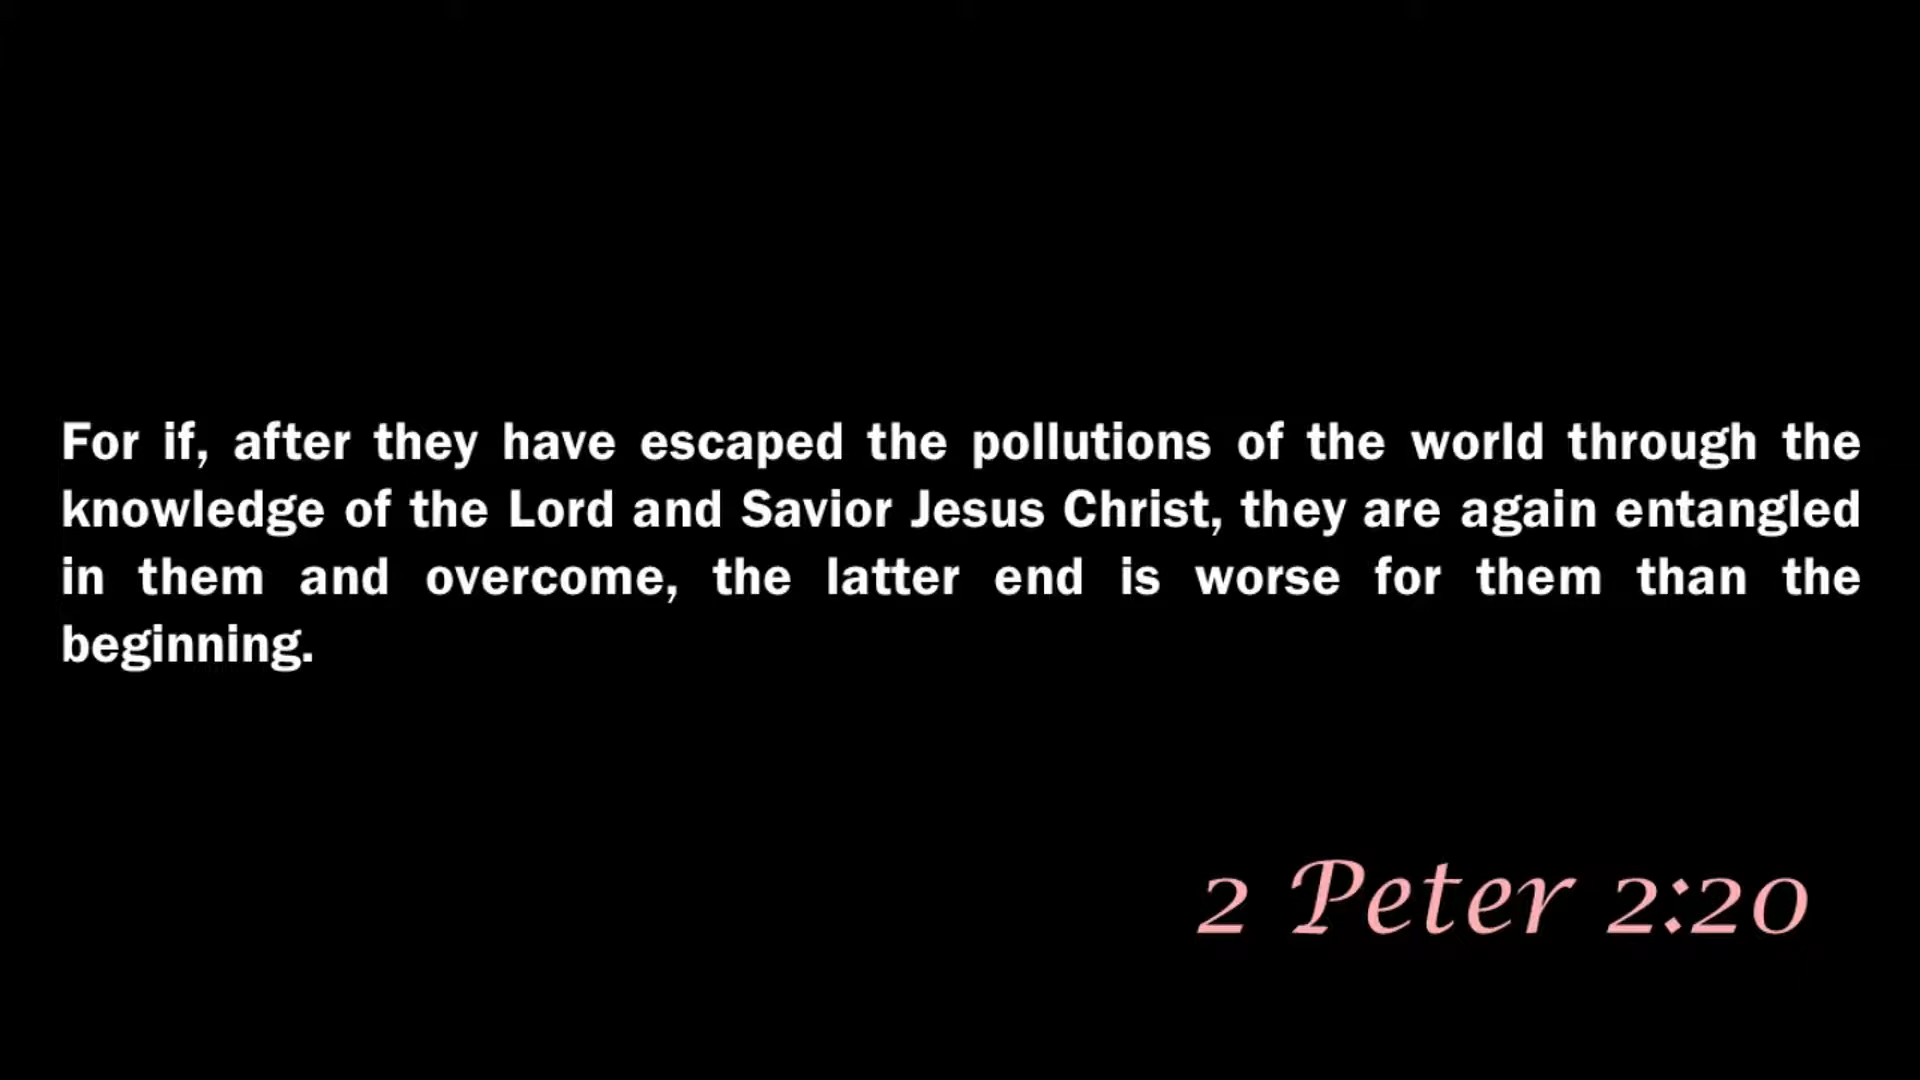 For if, after they have escaped the pollutions of the world through the
knowledge of the Lord and Savior Jesus Christ, they are again entangled
in them and overcome, the latter end is worse for them than the
beginning.
2 Peter 2:20